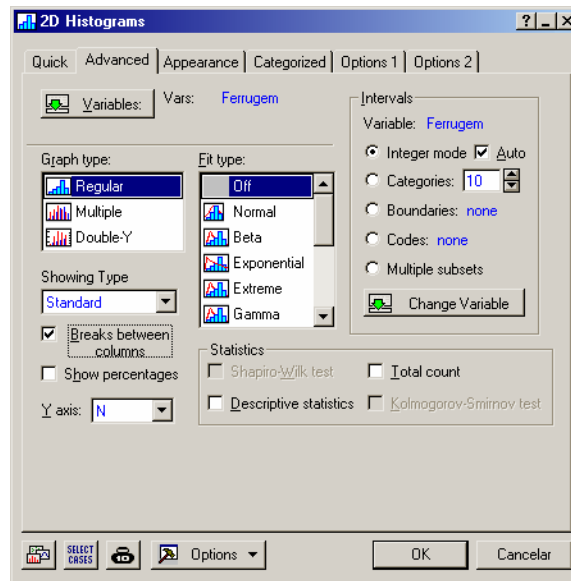 2D Histograms
Quick Advanced Appearance Categorized Options 1 Options 2
Variables: Vars: Ferrugem
Graph type:
Regular
Multiple
Double-Y
Showing Type
Standard
Breaks between
columns
Show percentages
Y axis: N
Fit type:
Off
Normal
Beta
Exponential
Extreme
Gamma
Intervals
Variable: Ferrugem
Integer mode Auto
Categories: 10
Boundaries: none
Codes: none
Multiple subsets
Change Variable
Statistics
Shapiro-Wilk test Total count
Descriptive statistics Kolmogorov-Smirnov test
SELECT
CASES
Options OK Cancelar